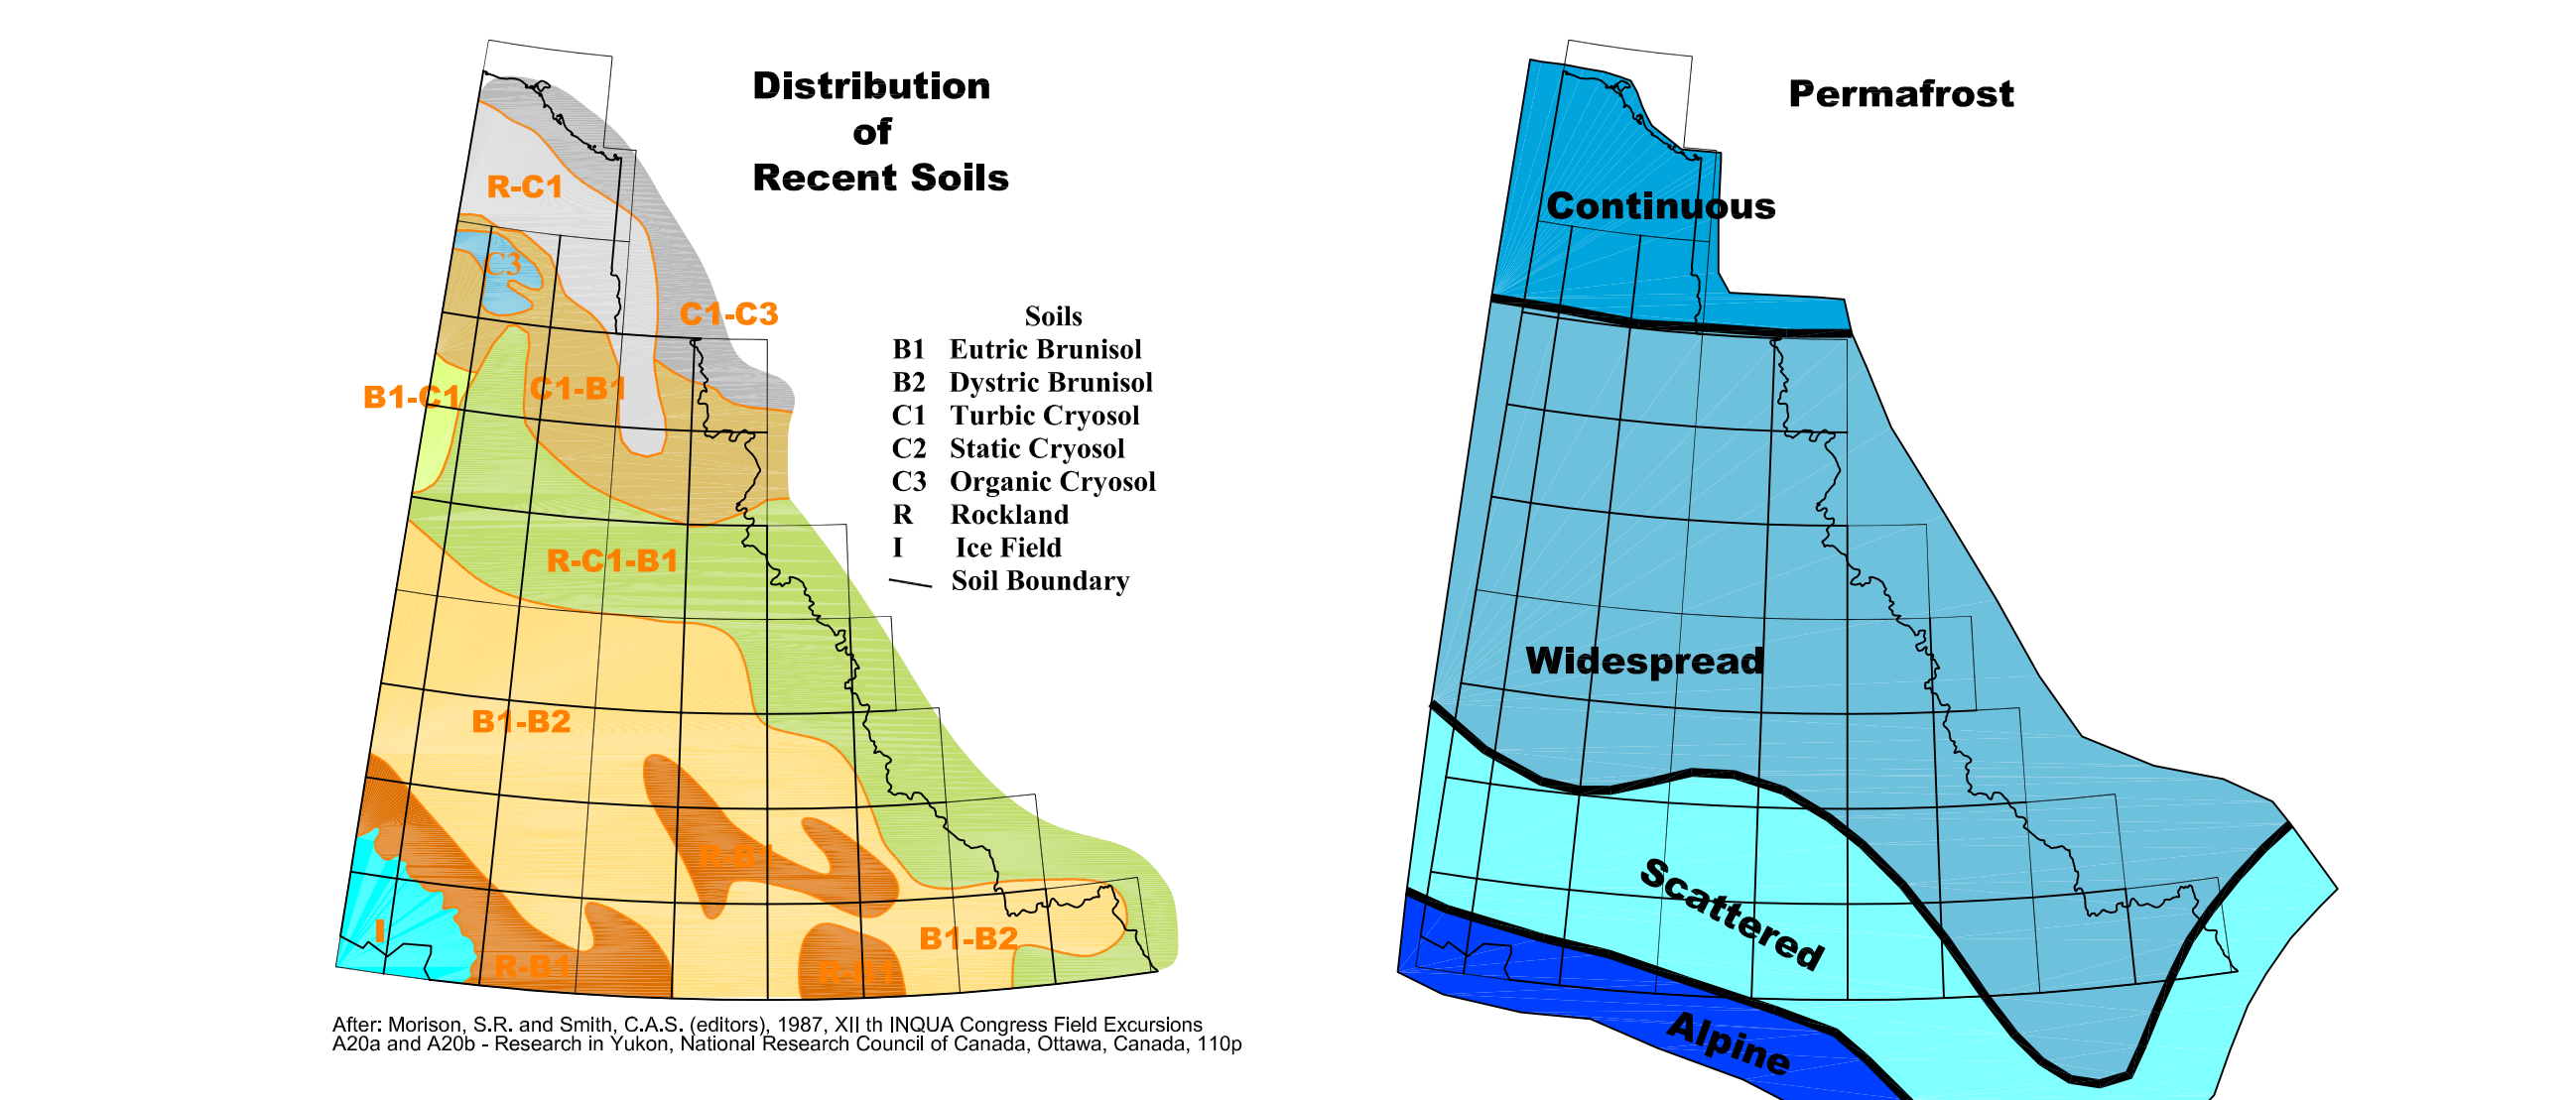 Distribution
of
Recent Soils
R-C1
C3
C1-C3
B1-C1
C1-B1
R-C1-B1
B1-B2
R-B1
B1-B2
I
R-B1
R-B1
Soils
B1 Eutric Brunisol
B2 Dystric Brunisol
C1 Turbic Cryosol
C2 Static Cryosol
C3 Organic Cryosol
R Rockland
I Ice Field
Soil Boundary
After: Morison, S.R. and Smith, C.A.S. (editors), 1987, XII th INQUA Congress Field Excursions
A20a and A20b - Research in Yukon, National Research Council of Canada, Ottawa, Canada, 110p
Permafrost
Continuous
Widespread
Scattered
Alpine